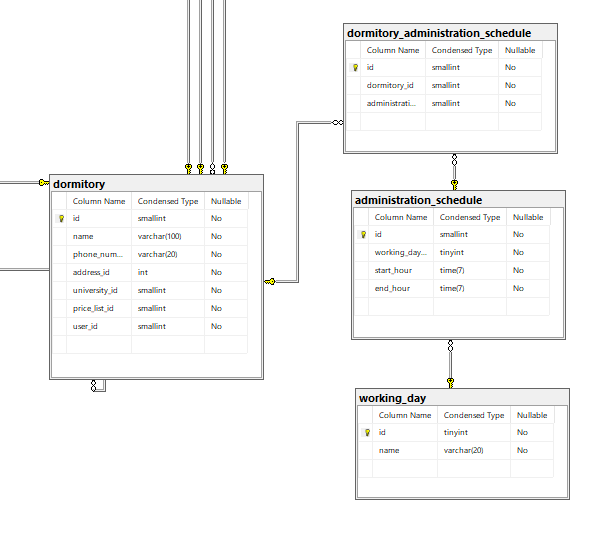 dormitory_administration_schedule
Column Name Condensed Type Nullable
id smallint No
dormitory_id smallint No
administrati... smallint No
dormitory
Column Name Condensed Type Nullable
id smallint No
name varchar(100) No
phone_num... varchar(20) No
address_id int No
university_id smallint No
price_list_id smallint No
user_id smallint No
administration_schedule
Column Name Condensed Type Nullable
id smallint No
working_day... tinyint No
start_hour time(7) No
end_hour time(7) No
working_day
Column Name Condensed Type Nullable
id tinyint No
name varchar(20) No